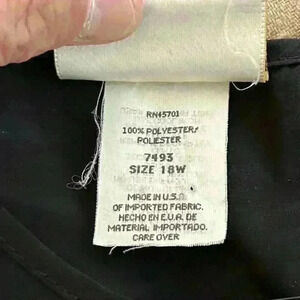 RN45701
100% POLYESTER/
POLIESTER
7493
SIZE 18W
MADE IN U.S.A.
OF IMPORTED FABRIC.
HECHO EN E.U.A. DE
MATERIAL IMPORTADO.
CARE OVER